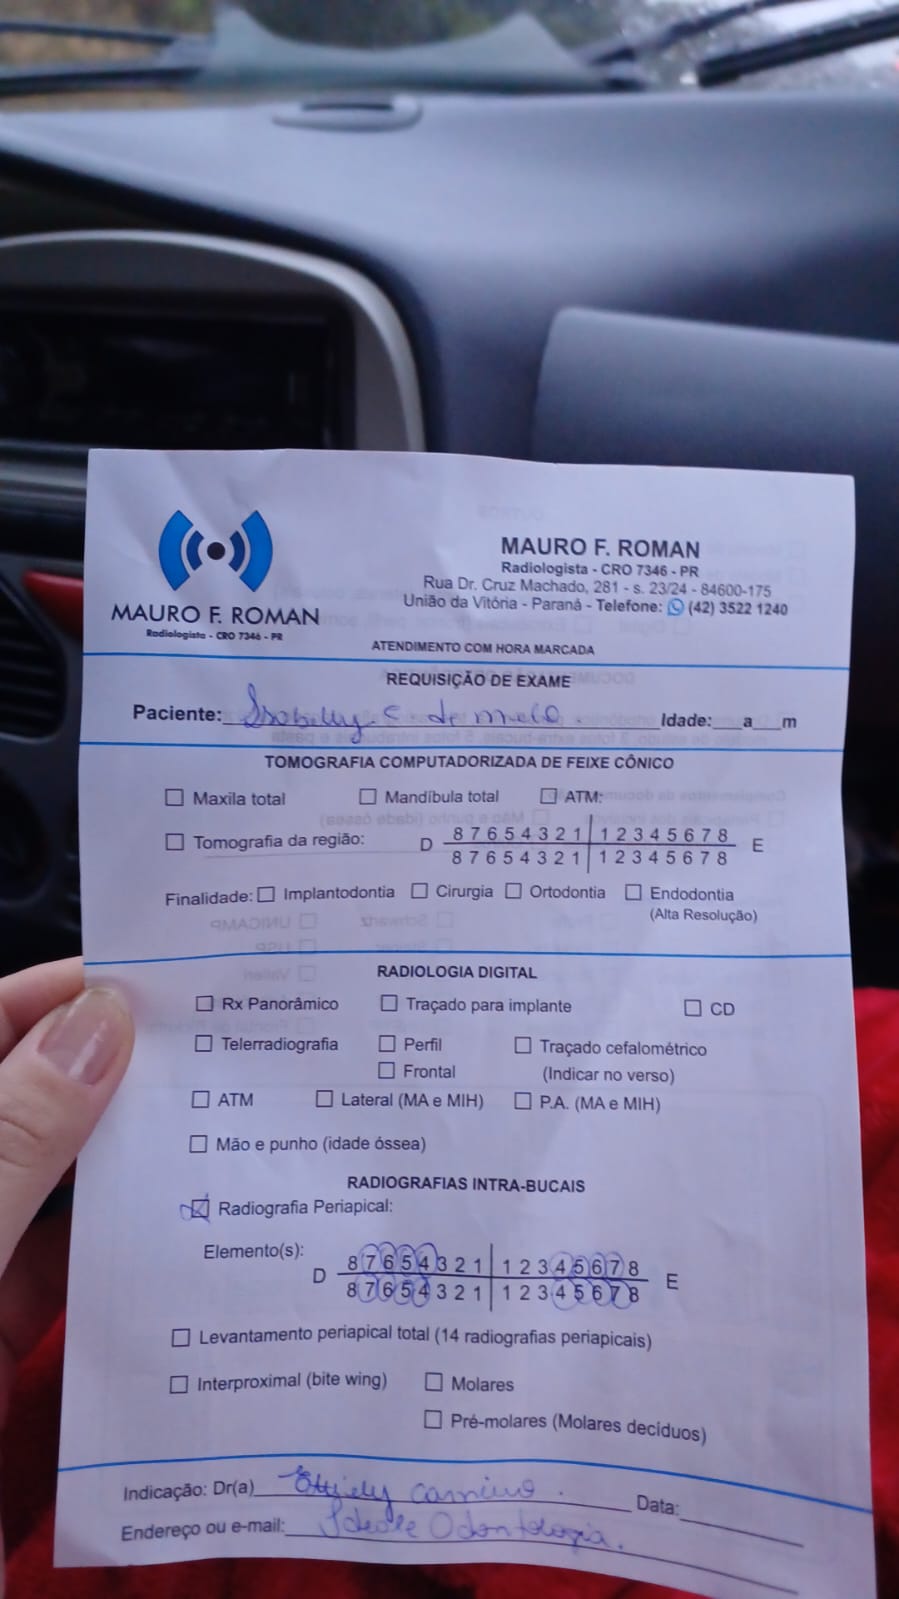 MAURO F. ROMAN
Radiologista - CRO 7346 - PR
MAURO F. ROMAN
Radiologista - CRO 7346 - PR
Rua Dr. Cruz Machado, 281 - s. 23/24 - 84600-175
União da Vitória - Paraná - Telefone: (42) 3522 1240
ATENDIMENTO COM HORA MARCADA
REQUISIÇÃO DE EXAME
Paciente: Isabelly C de melo. Idade: ___a___m
TOMOGRAFIA COMPUTADORIZADA DE FEIXE CÔNICO
Maxila total Mandíbula total ATM:
Tomografia da região: D 8 7 6 5 4 3 2 1 | 1 2 3 4 5 6 7 8 E
8 7 6 5 4 3 2 1 | 1 2 3 4 5 6 7 8
Finalidade: Implantodontia Cirurgia Ortodontia Endodontia
(Alta Resolução)
RADIOLOGIA DIGITAL
Rx Panorâmico Traçado para implante CD
Telerradiografia Perfil Traçado cefalométrico
Frontal (Indicar no verso)
ATM Lateral (MA e MIH) P.A. (MA e MIH)
Mão e punho (idade óssea)
RADIOGRAFIAS INTRA-BUCAIS
Radiografia Periapical:
Elemento(s): D 8 7 6 5 4 3 2 1 | 1 2 3 4 5 6 7 8 E
8 7 6 5 4 3 2 1 | 1 2 3 4 5 6 7 8
Levantamento periapical total (14 radiografias periapicais)
Interproximal (bite wing) Molares
Pré-molares (Molares decíduos)
Indicação: Dr(a) Data:
Endereço ou e-mail: Odontologia.